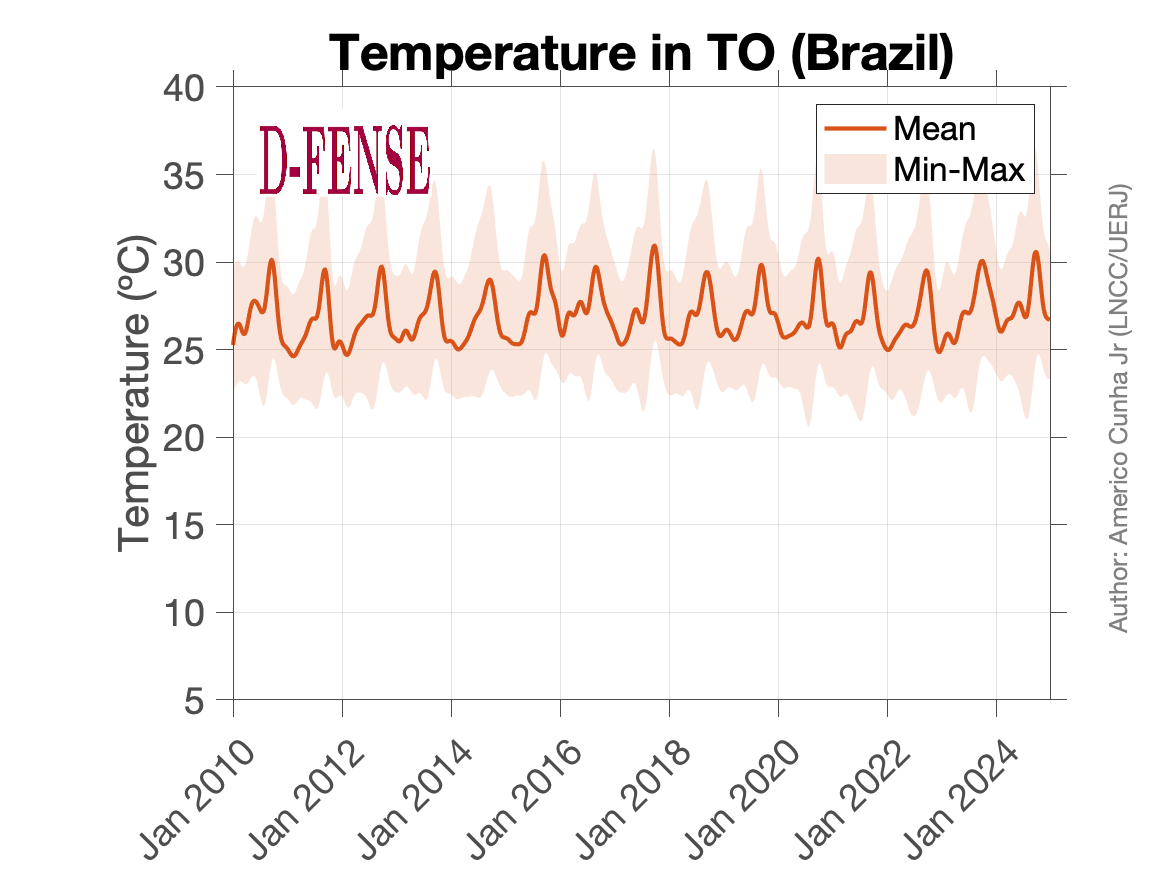 Temperature in TO (Brazil)
D-FENSE
Mean
Min-Max
Temperature (ºC)
40
35
30
25
20
15
10
5
Jan 2010
Jan 2012
Jan 2014
Jan 2016
Jan 2018
Jan 2020
Jan 2022
Jan 2024
Author: Americo Cunha Jr (LNCC/UERJ)